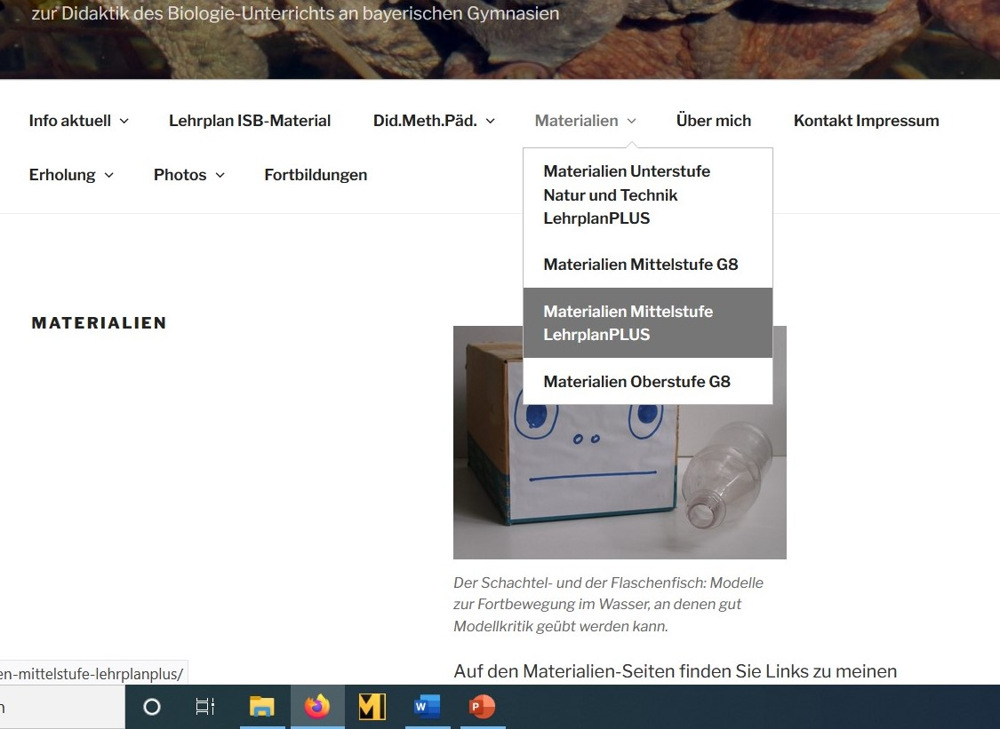 zur Didaktik des Biologie-Unterrichts an bayerischen Gymnasien
Info aktuell
Lehrplan ISB-Material
Did.Meth.Päd.
Materialien
Über mich
Kontakt Impressum
Erholung
Photos
Fortbildungen
Materialien Unterstufe
Natur und Technik
LehrplanPLUS
Materialien Mittelstufe G8
Materialien Mittelstufe
LehrplanPLUS
Materialien Oberstufe G8
MATERIALIEN
Der Schachtel- und der Flaschenfisch: Modelle
zur Fortbewegung im Wasser, an denen gut
Modellkritik geübt werden kann.
Auf den Materialien-Seiten finden Sie Links zu meinen
en-mittelstufe-lehrplanplus/
n
M
W
P